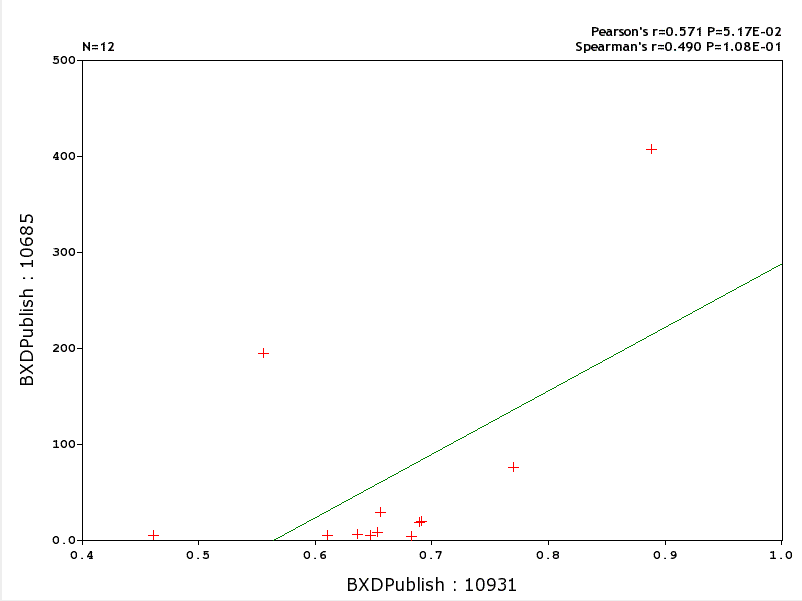 Pearson's r=0.571 P=5.17E-02
N=12
Spearman's r=0.490 P=1.08E-01
500
400
300
200
100
0.0
0.4 0.5 0.6 0.7 0.8 0.9 1.0
BXDPublish : 10685
BXDPublish : 10931